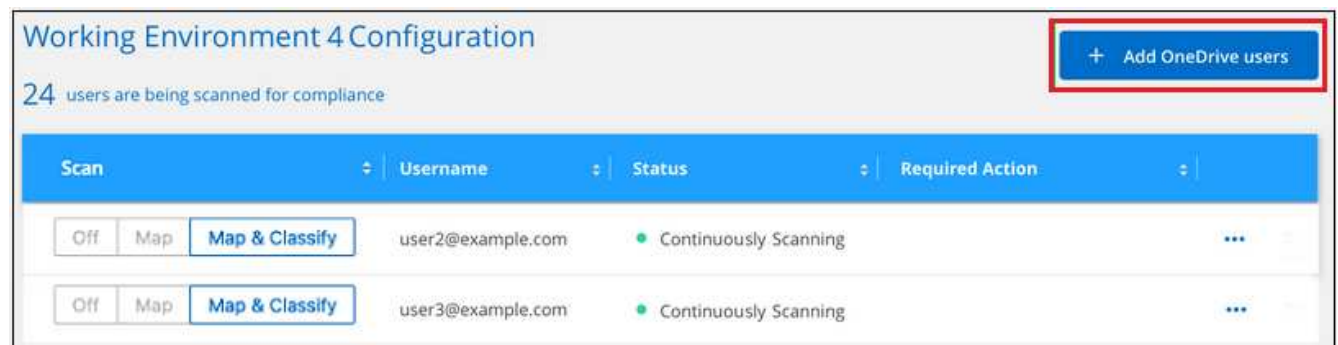 Working Environment 4 Configuration
+ Add OneDrive users
24 users are being scanned for compliance
Scan Username Status Required Action
Off Map Map & Classify user2@example.com Continuously Scanning •••
Off Map Map & Classify user3@example.com Continuously Scanning •••